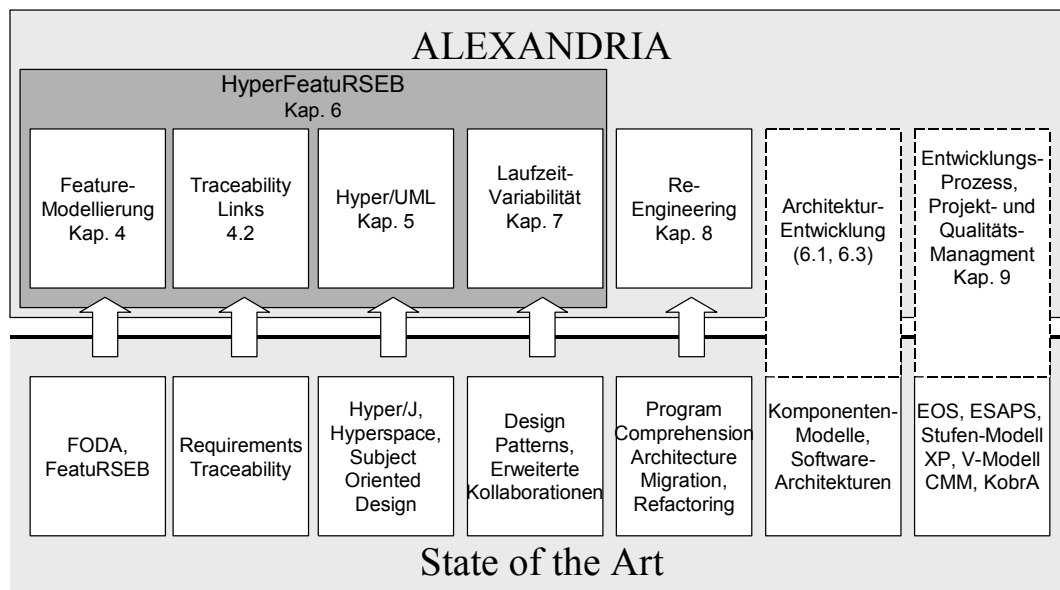 ALEXANDRIA
HyperFeatuRSEB
Kap. 6
Feature-
Modellierung
Kap. 4
Traceability
Links
4.2
Hyper/UML
Kap. 5
Laufzeit-
Variabilität
Kap. 7
Re-
Engineering
Kap. 8
Architektur-
Entwicklung
(6.1, 6.3)
Entwicklungs-
Prozess,
Projekt- und
Qualitäts-
Managment
Kap. 9
FODA,
FeatuRSEB
Requirements
Traceability
Hyper/J,
Hyperspace,
Subject
Oriented
Design
Design
Patterns,
Erweiterte
Kollaborationen
Program
Comprehension
Architecture
Migration,
Refactoring
Komponenten-
Modelle,
Software-
Architekturen
EOS, ESAPS,
Stufen-Modell
XP, V-Modell
CMM, KobrA
State of the Art